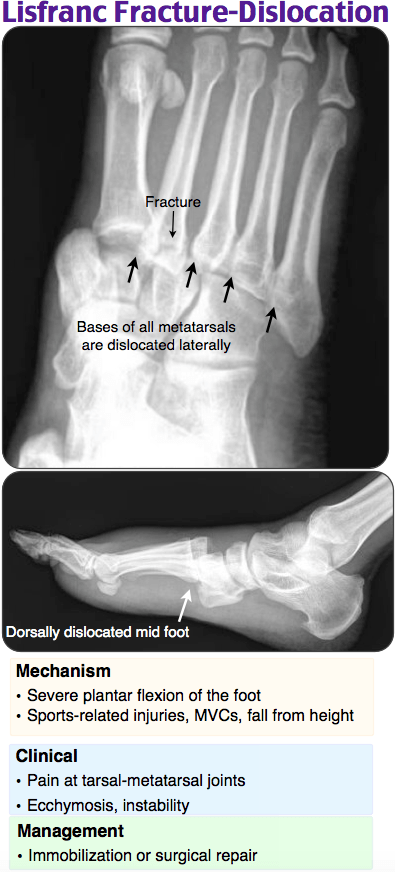 Lisfranc Fracture-Dislocation
Fracture
Bases of all metatarsals
are dislocated laterally
Dorsally dislocated mid foot
Mechanism
• Severe plantar flexion of the foot
• Sports-related injuries, MVCs, fall from height
Clinical
• Pain at tarsal-metatarsal joints
• Ecchymosis, instability
Management
• Immobilization or surgical repair